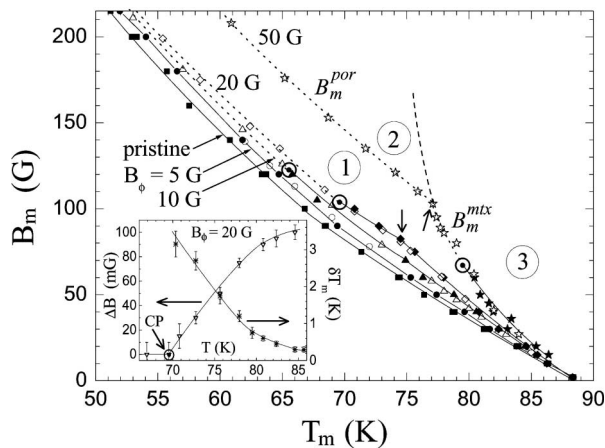 50 G
20 G
B_m^{por}
2
pristine
1
B_ϕ = 5 G
10 G
B_m^{mtx}
3
B_m (G)
200
150
100
50
0
B_ϕ = 20 G
ΔB (mG)
100
80
60
40
20
0
CP
T (K)
70 75 80 85
3
2
1
0
δT_m (K)
51 55 60 65 70 75 80 85 90
T_m (K)